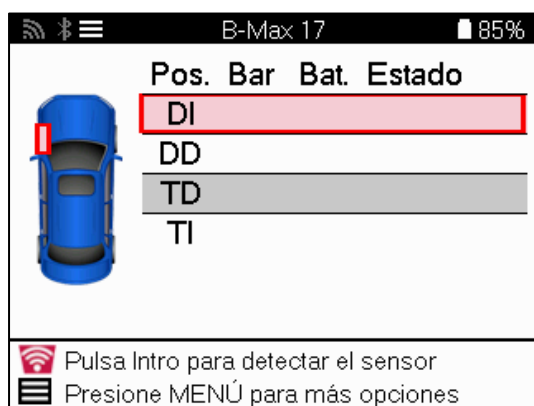 B-Max 17 85%
Pos. Bar Bat. Estado
DI
DD
TD
TI
Pulsa Intro para detectar el sensor
Presione MENÚ para más opciones